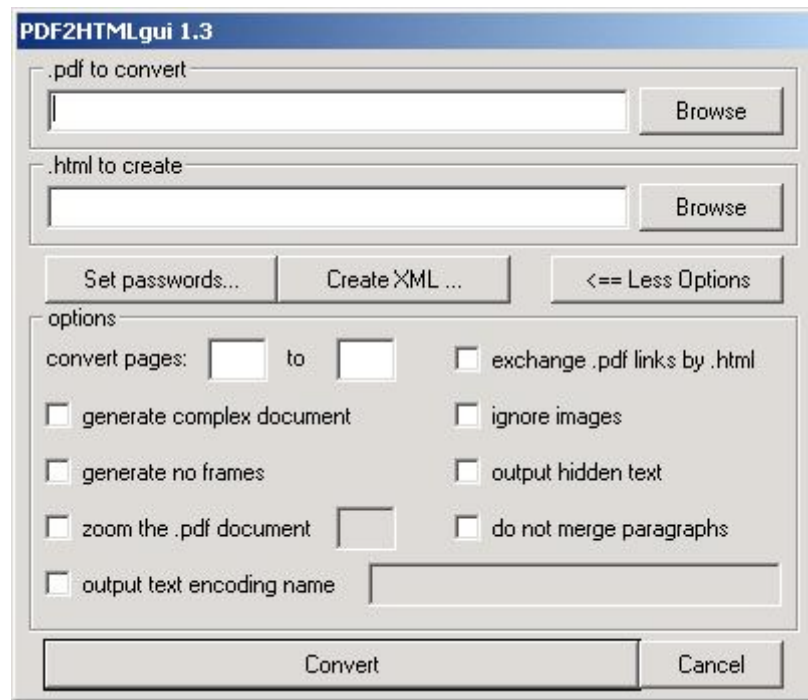 PDF2HTMLgui 1.3
.pdf to convert
Browse
.html to create
Browse
Set passwords... Create XML ... <== Less Options
options
convert pages: to exchange .pdf links by .html
generate complex document ignore images
generate no frames output hidden text
zoom the .pdf document do not merge paragraphs
output text encoding name
Convert Cancel